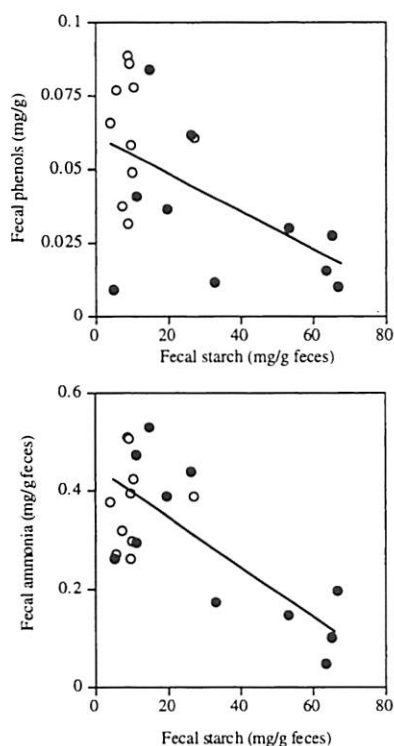 0.1
0.075
0.05
0.025
0
Fecal phenols (mg/g)
0 20 40 60 80
Fecal starch (mg/g feces)
0.6
0.4
0.2
0
Fecal ammonia (mg/gfeces)
0 20 40 60 80
Fecal starch (mg/g feces)